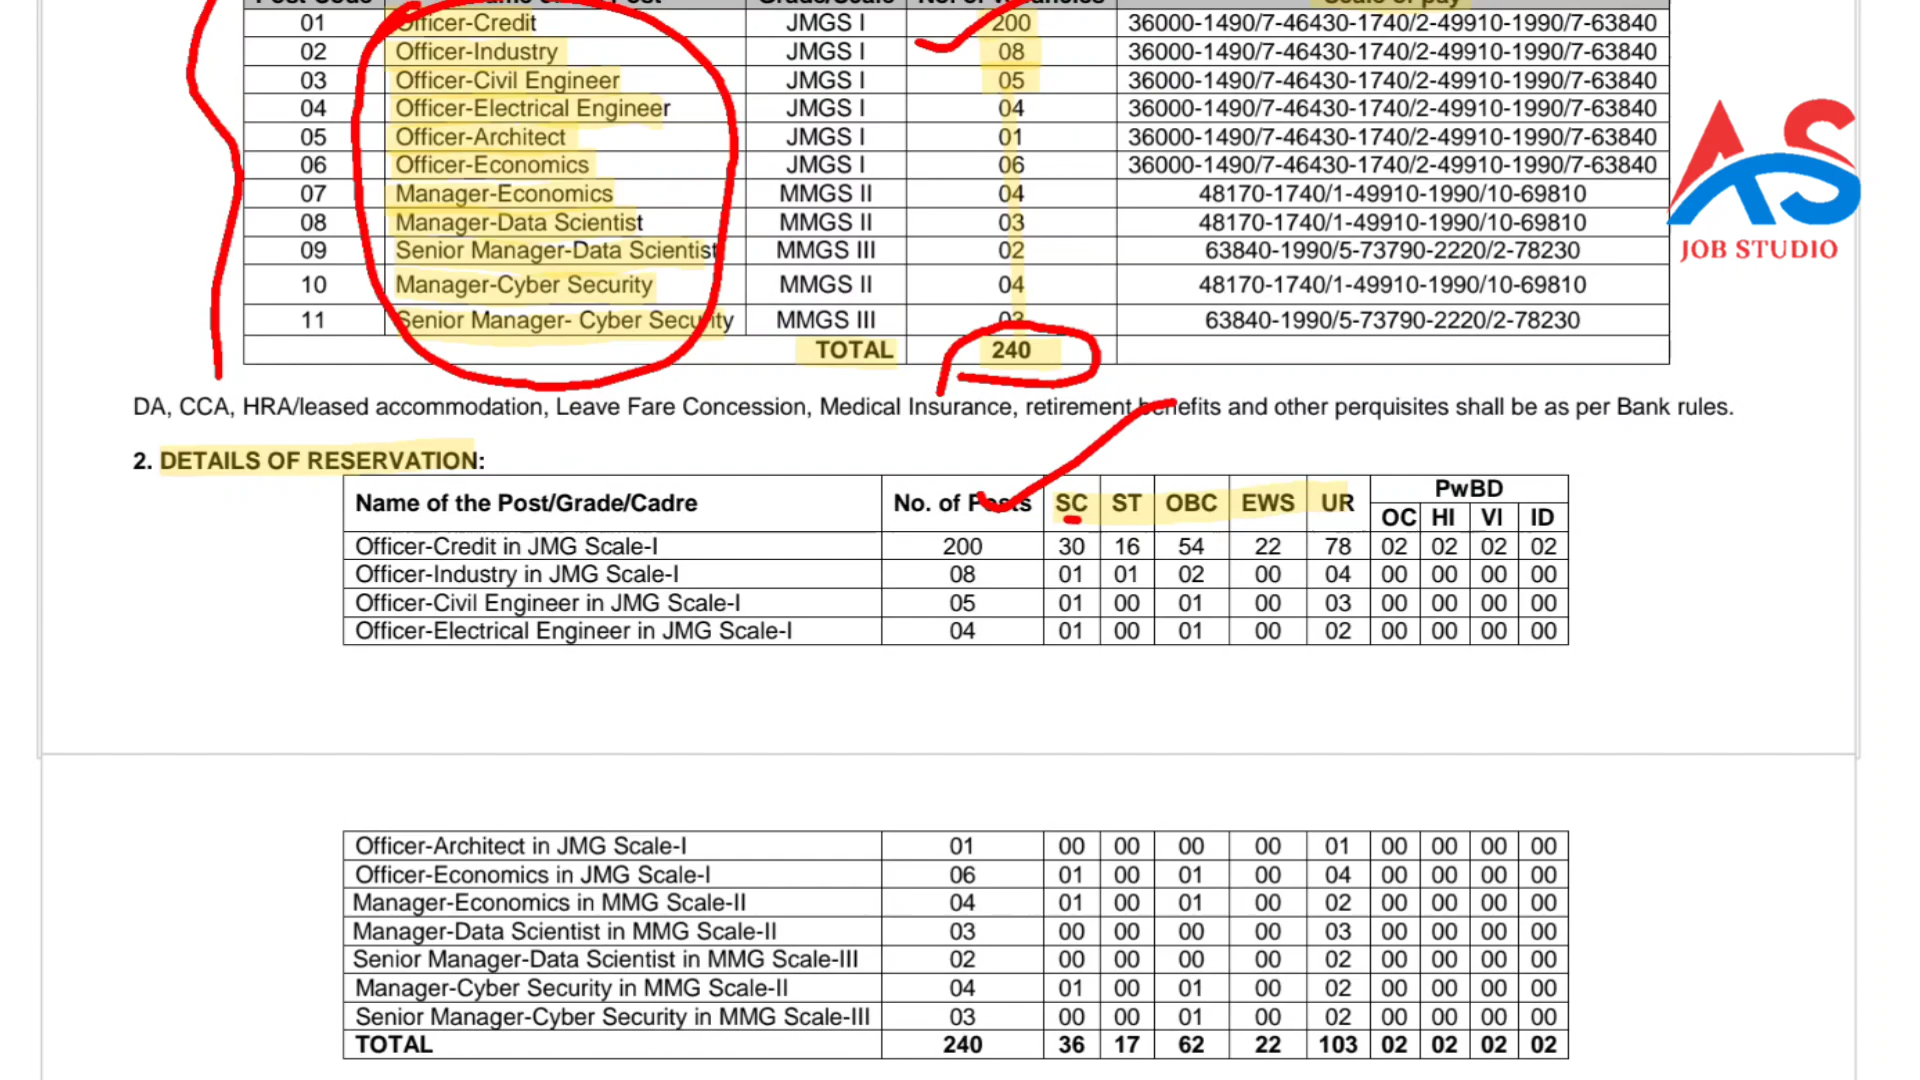 01 Officer-Credit JMGS I 200 36000-1490/7-46430-1740/2-49910-1990/7-63840
02 Officer-Industry JMGS I 08 36000-1490/7-46430-1740/2-49910-1990/7-63840
03 Officer-Civil Engineer JMGS I 05 36000-1490/7-46430-1740/2-49910-1990/7-63840
04 Officer-Electrical Engineer JMGS I 04 36000-1490/7-46430-1740/2-49910-1990/7-63840
05 Officer-Architect JMGS I 01 36000-1490/7-46430-1740/2-49910-1990/7-63840
06 Officer-Economics JMGS I 06 36000-1490/7-46430-1740/2-49910-1990/7-63840
07 Manager-Economics MMGS II 04 48170-1740/1-49910-1990/10-69810
08 Manager-Data Scientist MMGS II 03 48170-1740/1-49910-1990/10-69810
09 Senior Manager-Data Scientist MMGS III 02 63840-1990/5-73790-2220/2-78230
10 Manager-Cyber Security MMGS II 04 48170-1740/1-49910-1990/10-69810
11 Senior Manager- Cyber Security MMGS III 03 63840-1990/5-73790-2220/2-78230
TOTAL 240
AS
JOB STUDIO
DA, CCA, HRA/leased accommodation, Leave Fare Concession, Medical Insurance, retirement benefits and other perquisites shall be as per Bank rules.
2. DETAILS OF RESERVATION:
Name of the Post/Grade/Cadre No. of Posts SC ST OBC EWS UR PwBD
OC HI VI ID
Officer-Credit in JMG Scale-I 200 30 16 54 22 78 02 02 02 02
Officer-Industry in JMG Scale-I 08 01 01 02 00 04 00 00 00 00
Officer-Civil Engineer in JMG Scale-I 05 01 00 01 00 03 00 00 00 00
Officer-Electrical Engineer in JMG Scale-I 04 01 00 01 00 02 00 00 00 00
Officer-Architect in JMG Scale-I 01 00 00 00 00 01 00 00 00 00
Officer-Economics in JMG Scale-I 06 01 00 01 00 04 00 00 00 00
Manager-Economics in MMG Scale-II 04 01 00 01 00 02 00 00 00 00
Manager-Data Scientist in MMG Scale-II 03 00 00 00 00 03 00 00 00 00
Senior Manager-Data Scientist in MMG Scale-III 02 00 00 00 00 02 00 00 00 00
Manager-Cyber Security in MMG Scale-II 04 01 00 01 00 02 00 00 00 00
Senior Manager-Cyber Security in MMG Scale-III 03 00 00 01 00 02 00 00 00 00
TOTAL 240 36 17 62 22 103 02 02 02 02